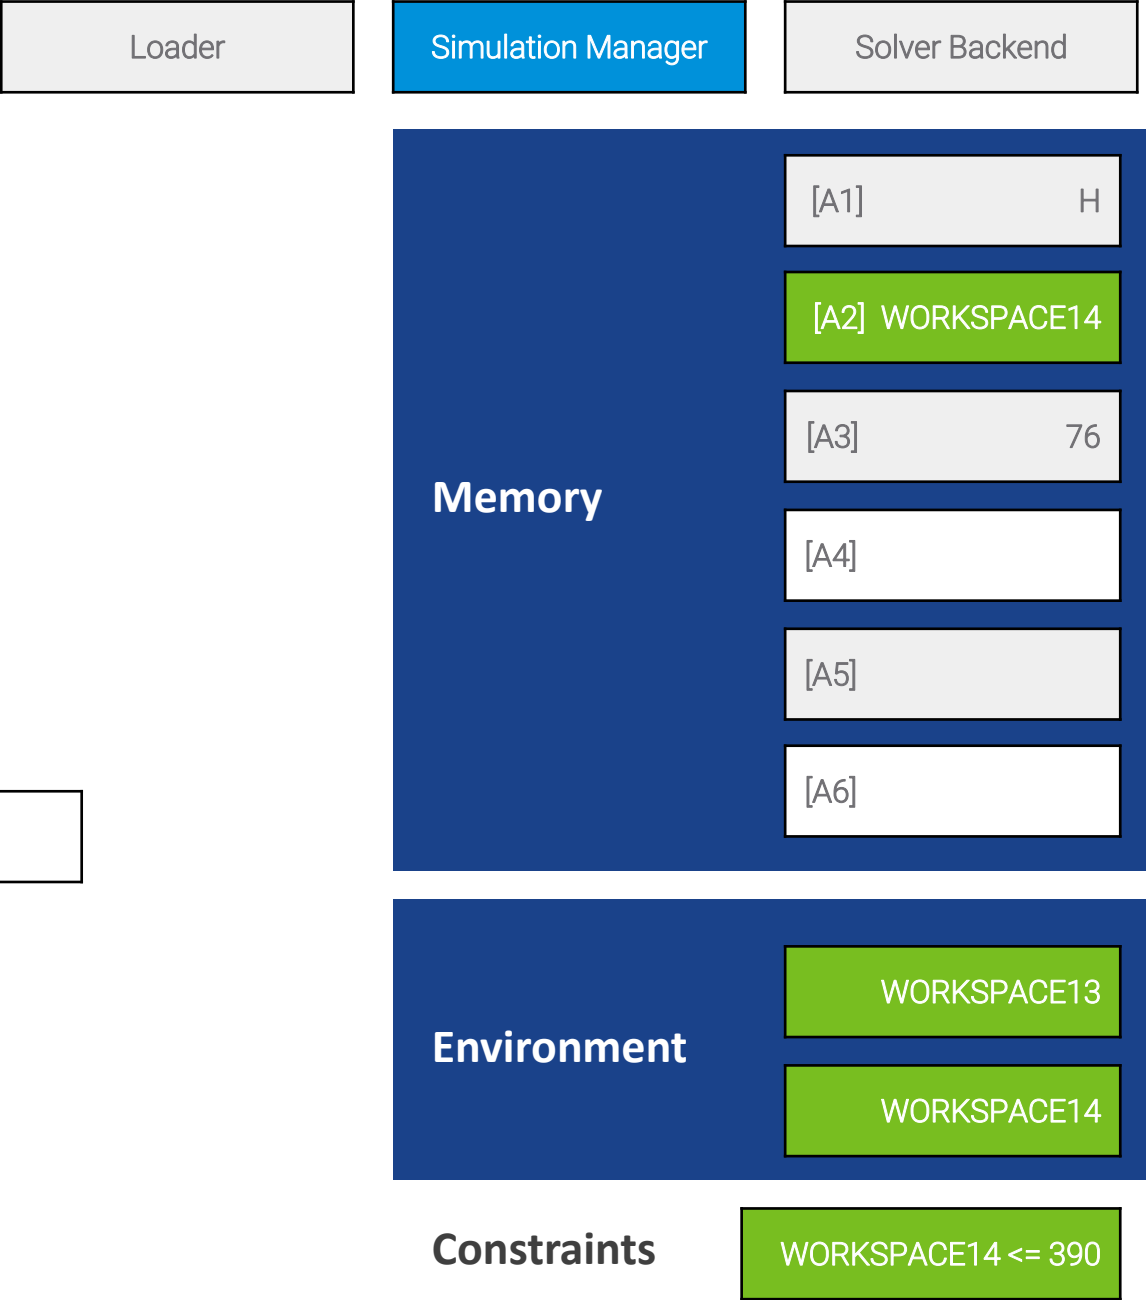 Loader
Simulation Manager
Solver Backend
[A1] H
[A2] WORKSPACE14
[A3] 76
Memory
[A4]
[A5]
[A6]
WORKSPACE13
Environment
WORKSPACE14
Constraints
WORKSPACE14 <= 390